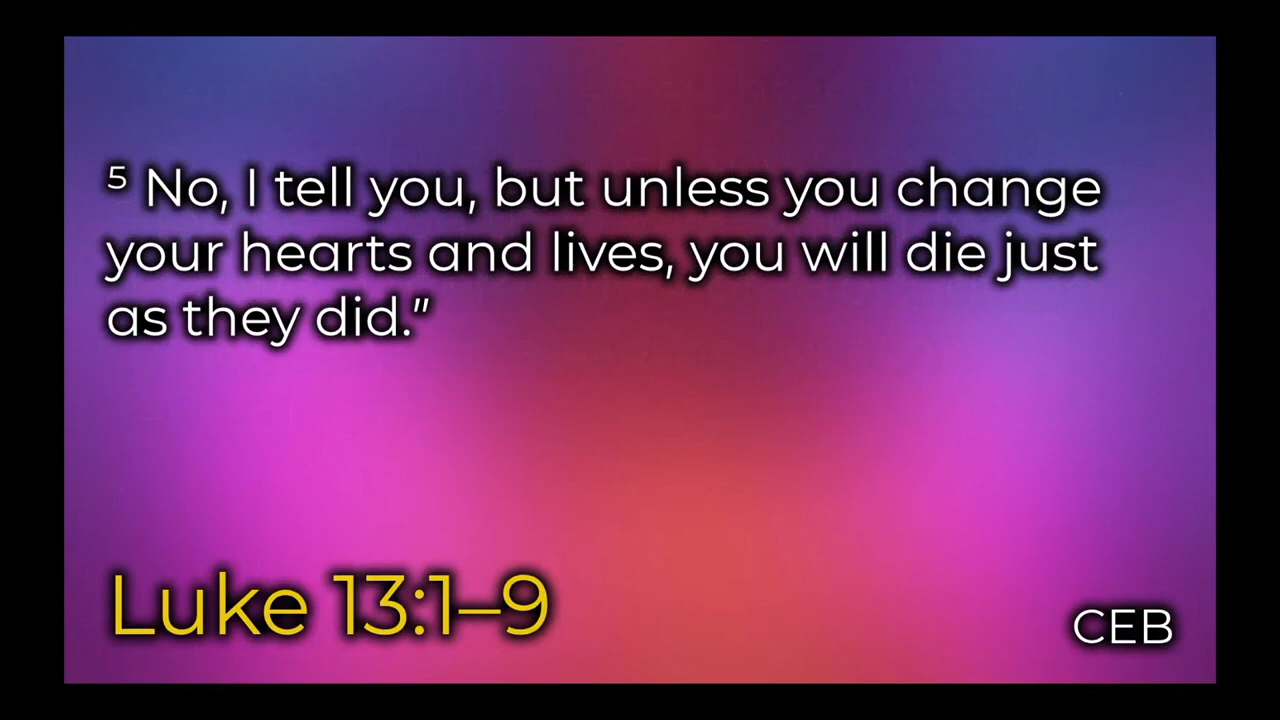 ⁵ No, I tell you, but unless you change
your hearts and lives, you will die just
as they did.”
Luke 13:1–9
CEB